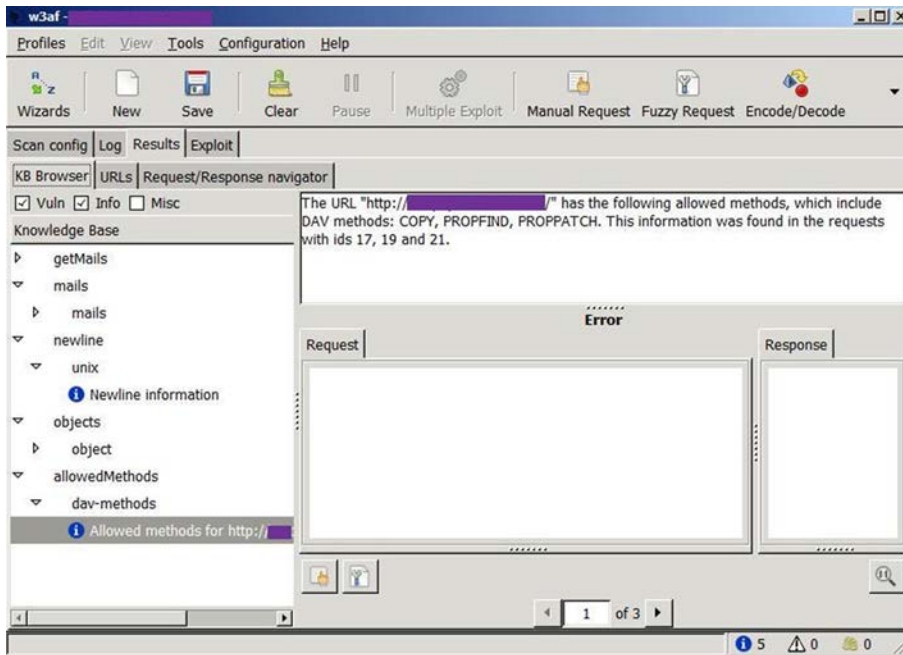 w3af -
Profiles Edit View Tools Configuration Help
Wizards New Save Clear Pause Multiple Exploit Manual Request Fuzzy Request Encode/Decode
Scan config Log Results Exploit
KB Browser URLs Request/Response navigator
Vuln Info Misc
Knowledge Base
getMails
mails
mails
newline
unix
Newline information
objects
object
allowedMethods
dav-methods
Allowed methods for http://
The URL "http:// /" has the following allowed methods, which include
DAV methods: COPY, PROPFIND, PROPPATCH. This information was found in the requests
with ids 17, 19 and 21.
Error
Request Response
1 of 3
5 0 0